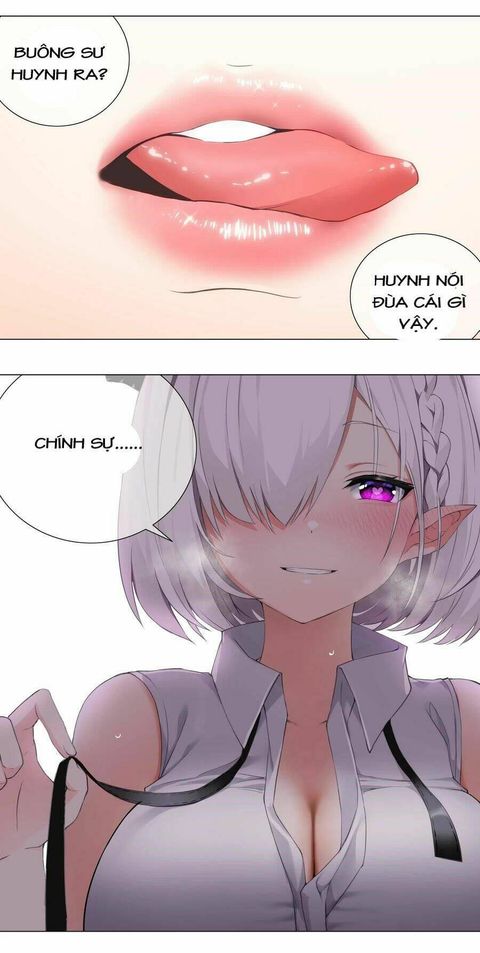 BUÔNG SƯ
HUYNH RA?
HUYNH NÓI
ĐÙA CÁI GÌ
VẬY.
CHÍNH SỰ......